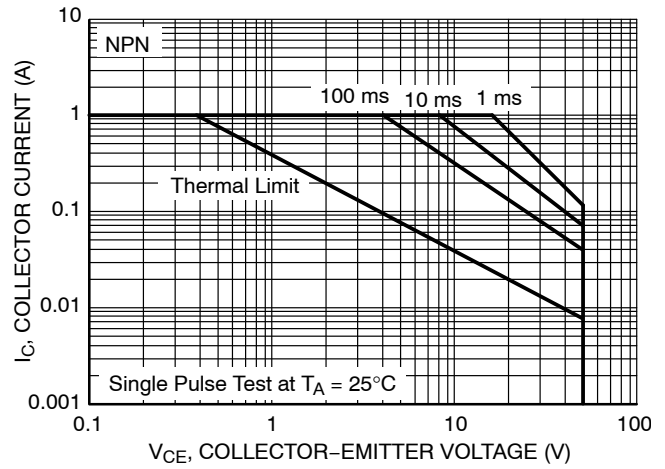 10
NPN
100 ms
10 ms
1 ms
1
Thermal Limit
0.1
0.01
Single Pulse Test at TA = 25°C
0.001
0.1
1
10
100
IC, COLLECTOR CURRENT (A)
VCE, COLLECTOR–EMITTER VOLTAGE (V)